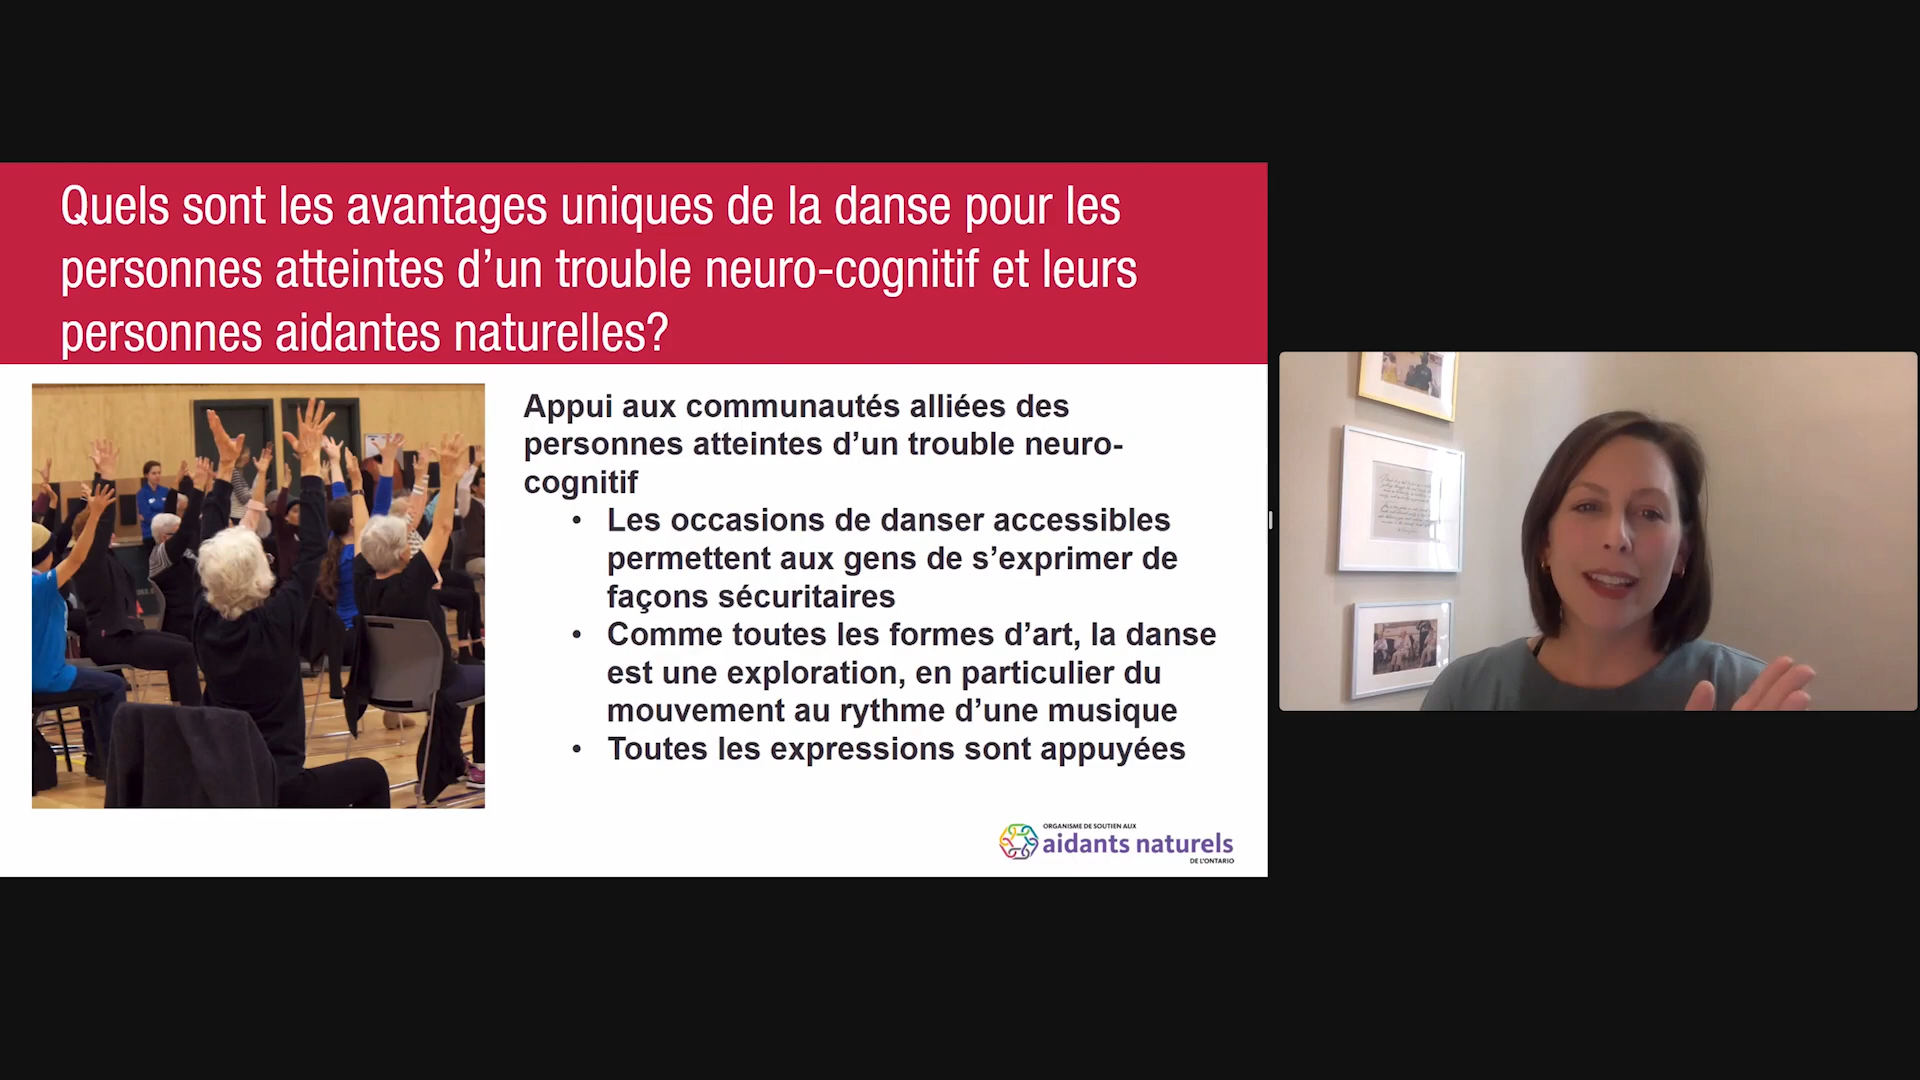 Quels sont les avantages uniques de la danse pour les
personnes atteintes d’un trouble neuro-cognitif et leurs
personnes aidantes naturelles?
Appui aux communautés alliées des
personnes atteintes d’un trouble neuro-
cognitif
• Les occasions de danser accessibles
permettent aux gens de s’exprimer de
façons sécuritaires
• Comme toutes les formes d’art, la danse
est une exploration, en particulier du
mouvement au rythme d’une musique
• Toutes les expressions sont appuyées
ORGANISME DE SOUTIEN AUX
aidants naturels
DE L’ONTARIO